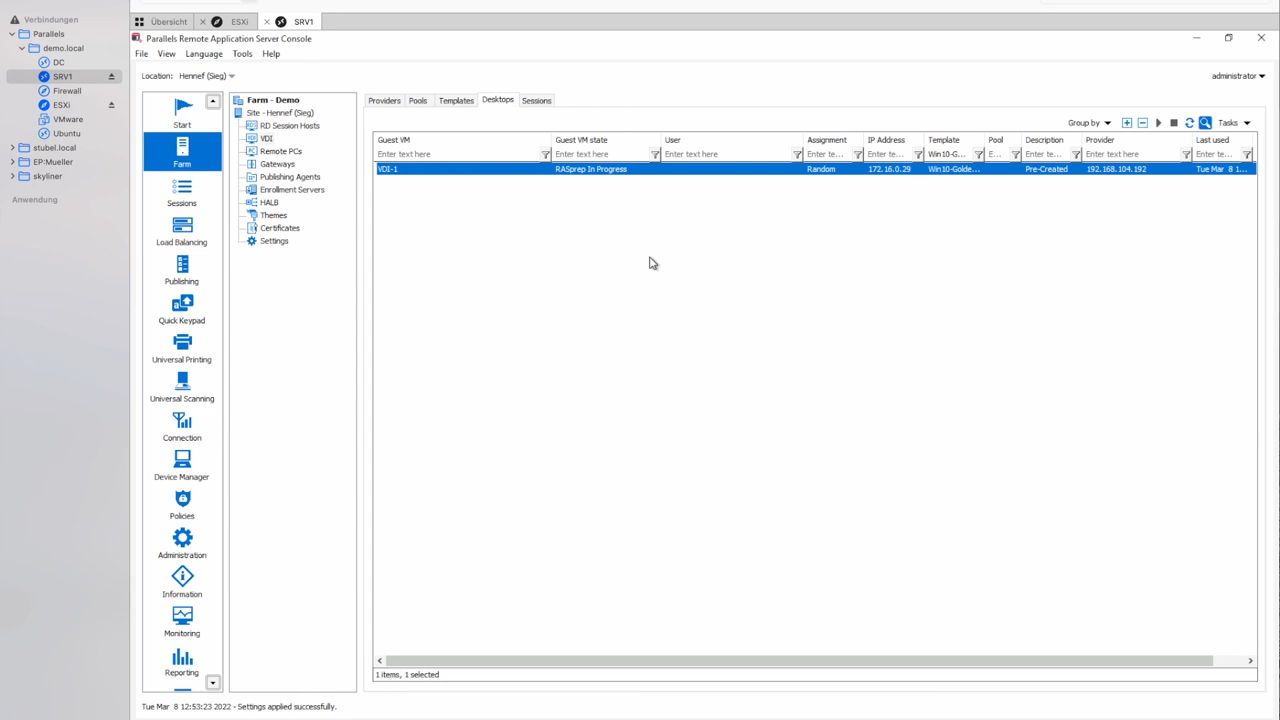 Verbindungen
Parallels
demo.local
DC
SRV1
Firewall
ESXi
VMware
Ubuntu
stubel.local
EP:Mueller
skyliner
Anwendung
Übersicht
ESXi
SRV1
Parallels Remote Application Server Console
File View Language Tools Help
Location: Hennef (Sieg)
administrator
Start
Farm
Sessions
Load Balancing
Publishing
Quick Keypad
Universal Printing
Universal Scanning
Connection
Device Manager
Policies
Administration
Information
Monitoring
Reporting
Farm - Demo
Site - Hennef (Sieg)
RD Session Hosts
VDI
Remote PCs
Gateways
Publishing Agents
Enrollment Servers
HALB
Themes
Certificates
Settings
Providers Pools Templates Desktops Sessions
Group by Tasks
Guest VM Guest VM state User Assignment IP Address Template Pool Description Provider Last used
Enter text here Enter text here Enter text here Enter te... Enter te... Win10-G... E... Enter te... Enter text here Enter te...
VDI-1 RASprep In Progress Random 172.16.0.29 Win10-Golde... Pre-Created 192.168.104.192 Tue Mar 8 1...
1 items, 1 selected
Tue Mar 8 12:53:23 2022 - Settings applied successfully.